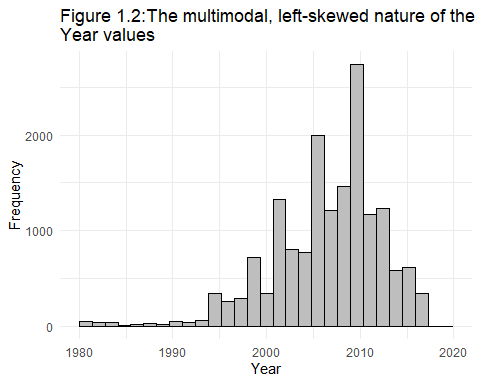 Figure 1.2:The multimodal, left-skewed nature of the
Year values
Frequency
2000
1000
0
1980
1990
2000
2010
2020
Year